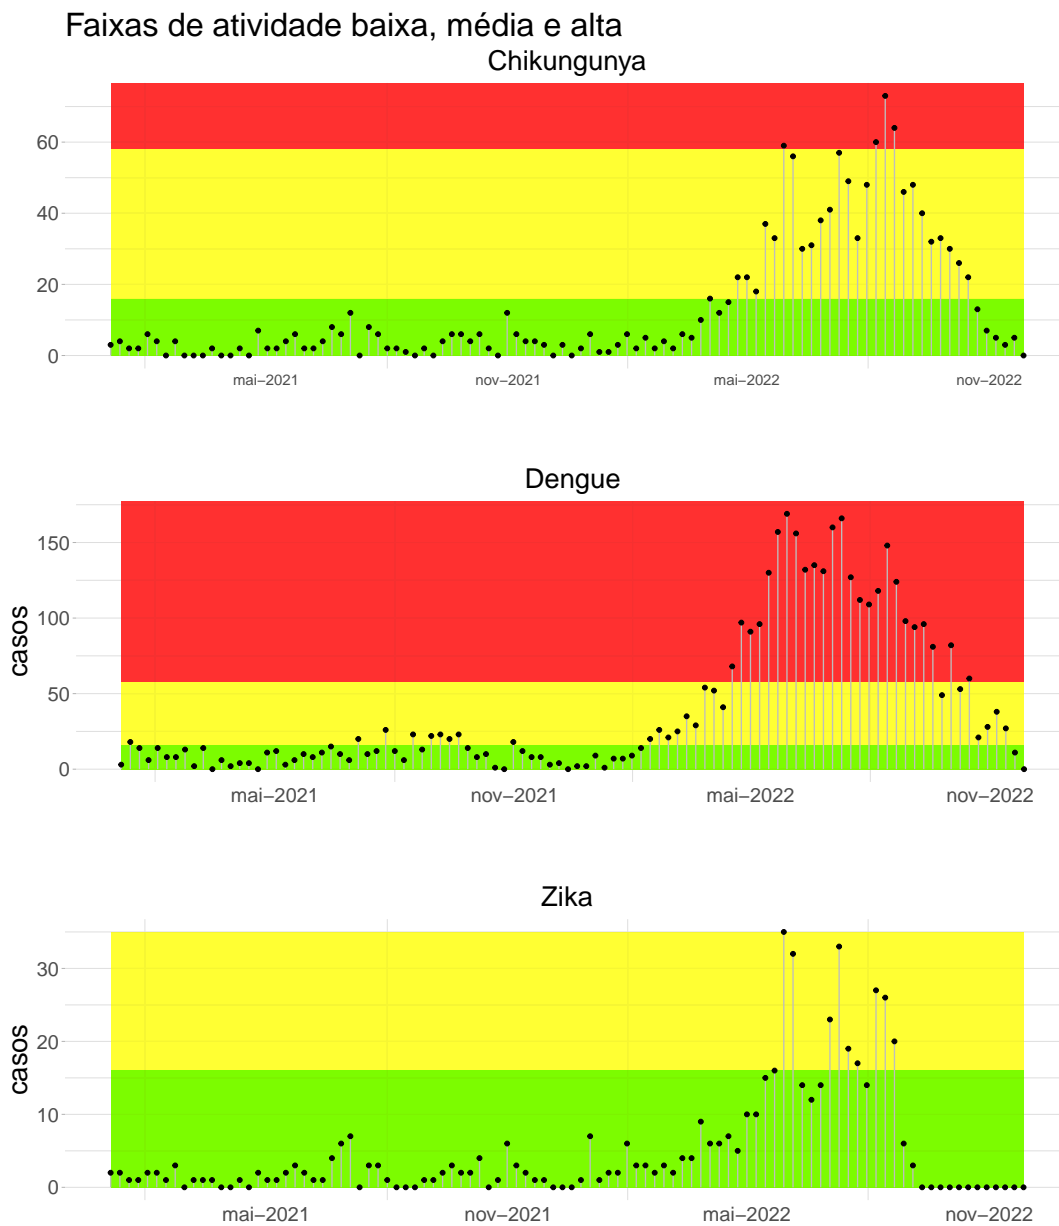 Faixas de atividade baixa, média e alta
Chikungunya
60
40
20
0
mai−2021 nov−2021 mai−2022 nov−2022
Dengue
casos
150
100
50
0
mai−2021 nov−2021 mai−2022 nov−2022
Zika
casos
30
20
10
0
mai−2021 nov−2021 mai−2022 nov−2022